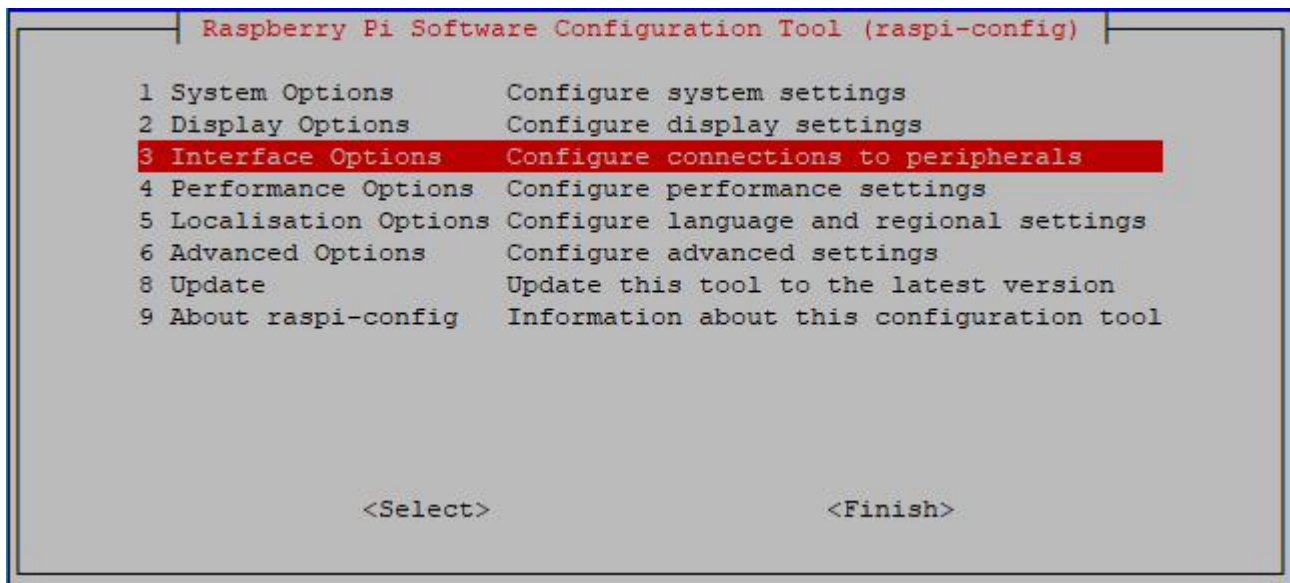 Raspberry Pi Software Configuration Tool (raspi-config)
1 System Options Configure system settings
2 Display Options Configure display settings
3 Interface Options Configure connections to peripherals
4 Performance Options Configure performance settings
5 Localisation Options Configure language and regional settings
6 Advanced Options Configure advanced settings
8 Update Update this tool to the latest version
9 About raspi-config Information about this configuration tool
<Select> <Finish>